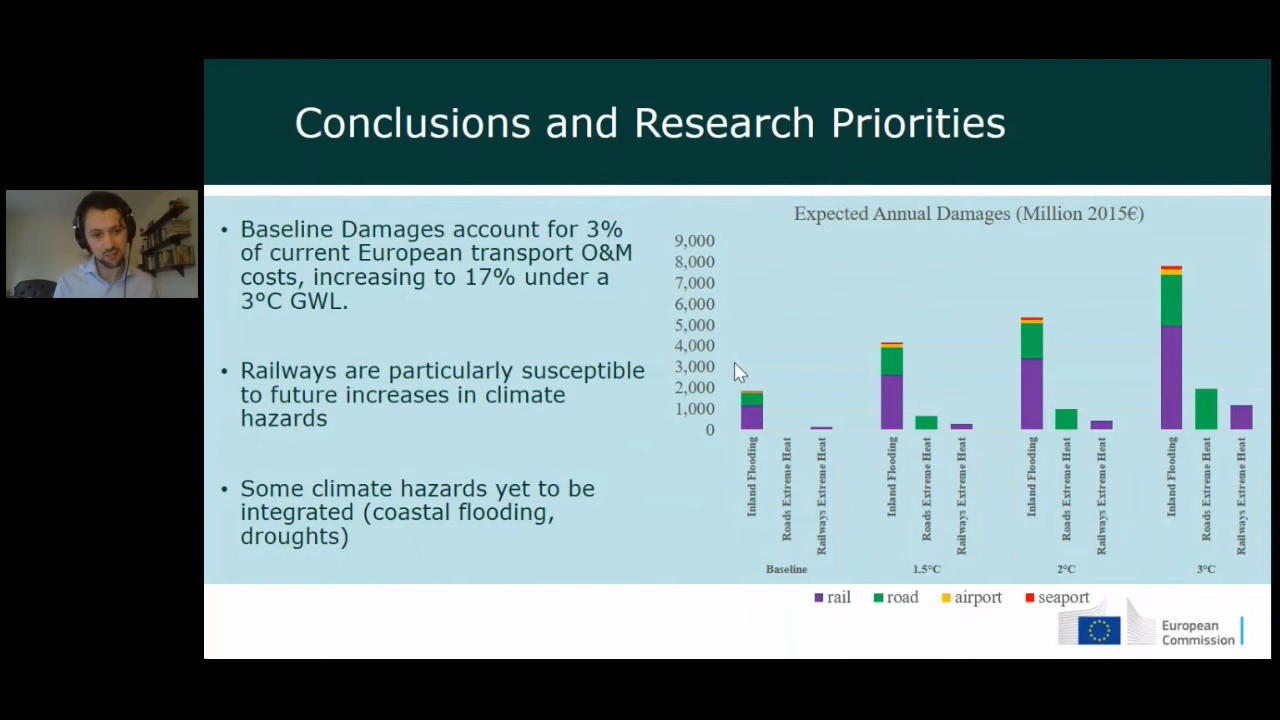 Conclusions and Research Priorities
• Baseline Damages account for 3%
of current European transport O&M
costs, increasing to 17% under a
3°C GWL.
• Railways are particularly susceptible
to future increases in climate
hazards
• Some climate hazards yet to be
integrated (coastal flooding,
droughts)
Expected Annual Damages (Million 2015€)
9,000
8,000
7,000
6,000
5,000
4,000
3,000
2,000
1,000
0
Inland Flooding
Roads Extreme Heat
Railways Extreme Heat
Inland Flooding
Roads Extreme Heat
Railways Extreme Heat
Inland Flooding
Roads Extreme Heat
Railways Extreme Heat
Inland Flooding
Roads Extreme Heat
Railways Extreme Heat
Baseline
1.5°C
2°C
3°C
rail
road
airport
seaport
European
Commission